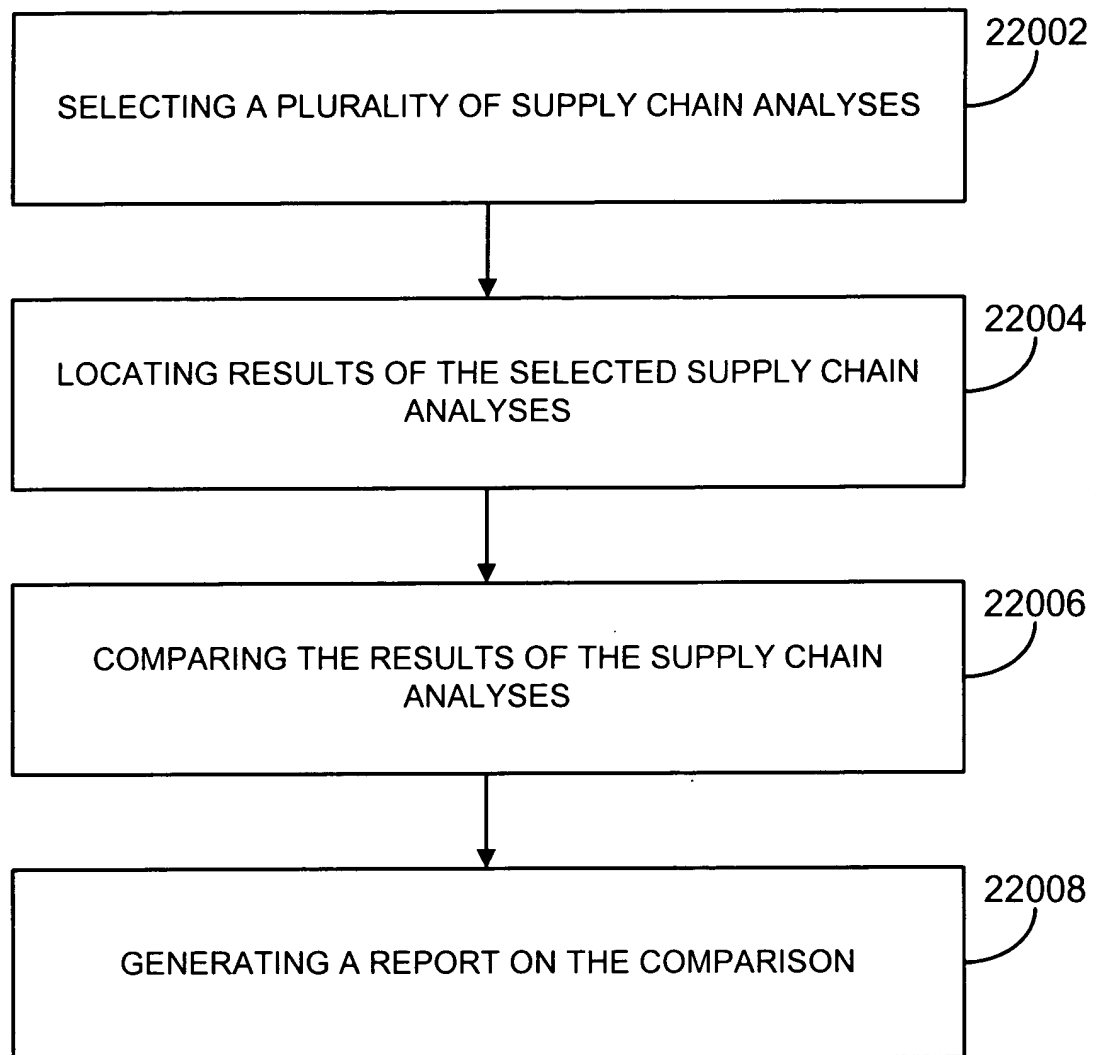 22002
SELECTING A PLURALITY OF SUPPLY CHAIN ANALYSES
22004
LOCATING RESULTS OF THE SELECTED SUPPLY CHAIN
ANALYSES
22006
COMPARING THE RESULTS OF THE SUPPLY CHAIN
ANALYSES
22008
GENERATING A REPORT ON THE COMPARISON